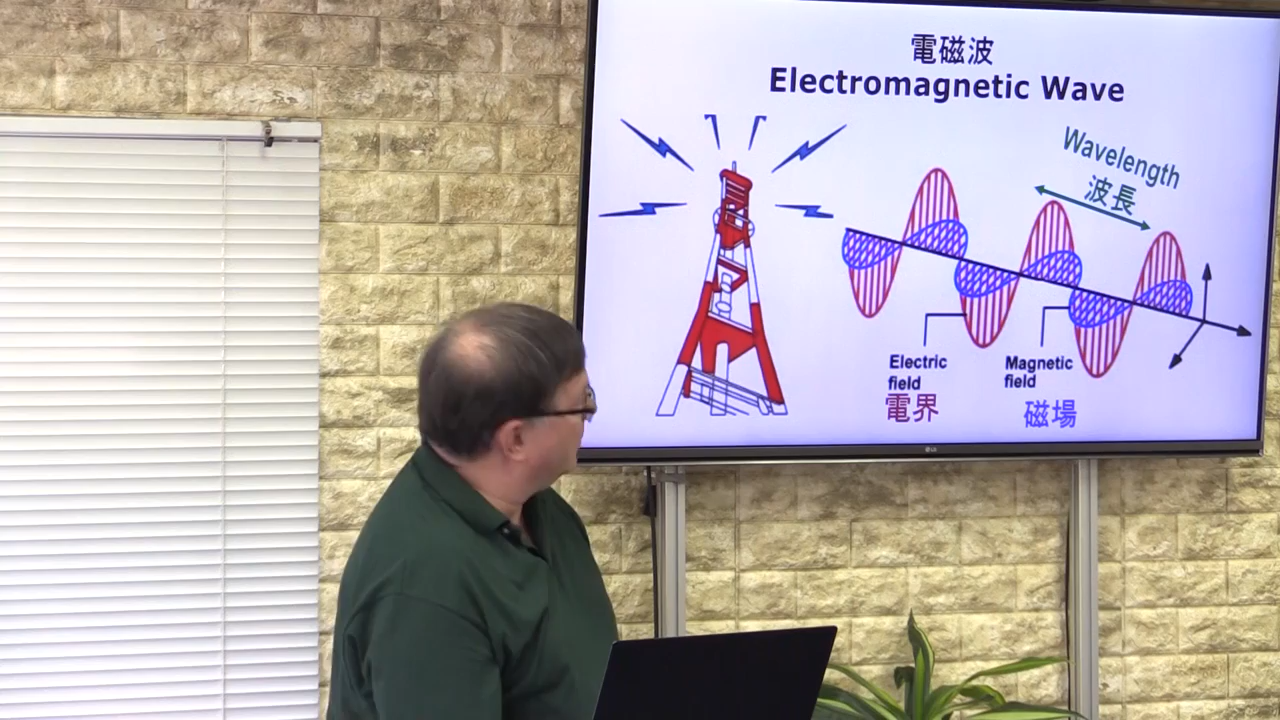 電磁波
Electromagnetic Wave
Wavelength
波長
Electric
field
電界
Magnetic
field
磁場
LG